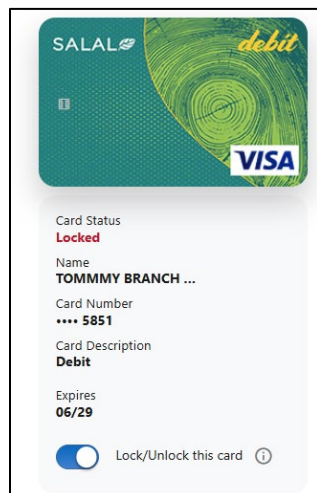 SALAL
debit
VISA
Card Status
Locked
Name
TOMMMY BRANCH ...
Card Number
•••• 5851
Card Description
Debit
Expires
06/29
Lock/Unlock this card